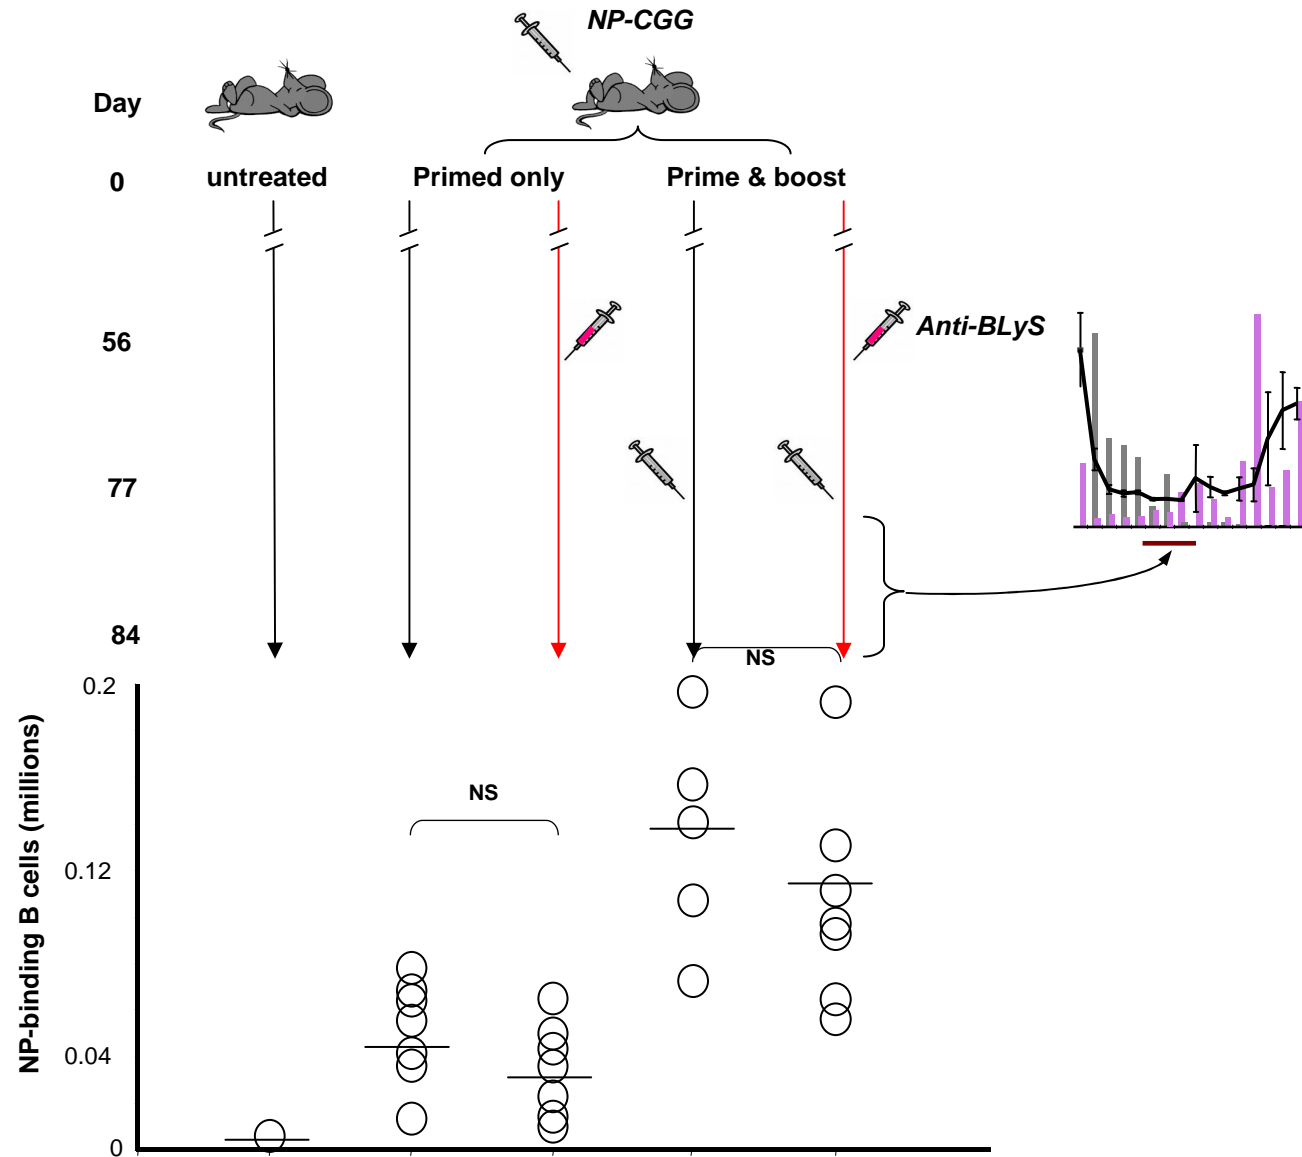 NP-CGG
Day
0
untreated
Primed only
Prime & boost
56
Anti-BLyS
77
84
NS
0.2
NS
0.12
0.04
0
NP-binding B cells (millions)